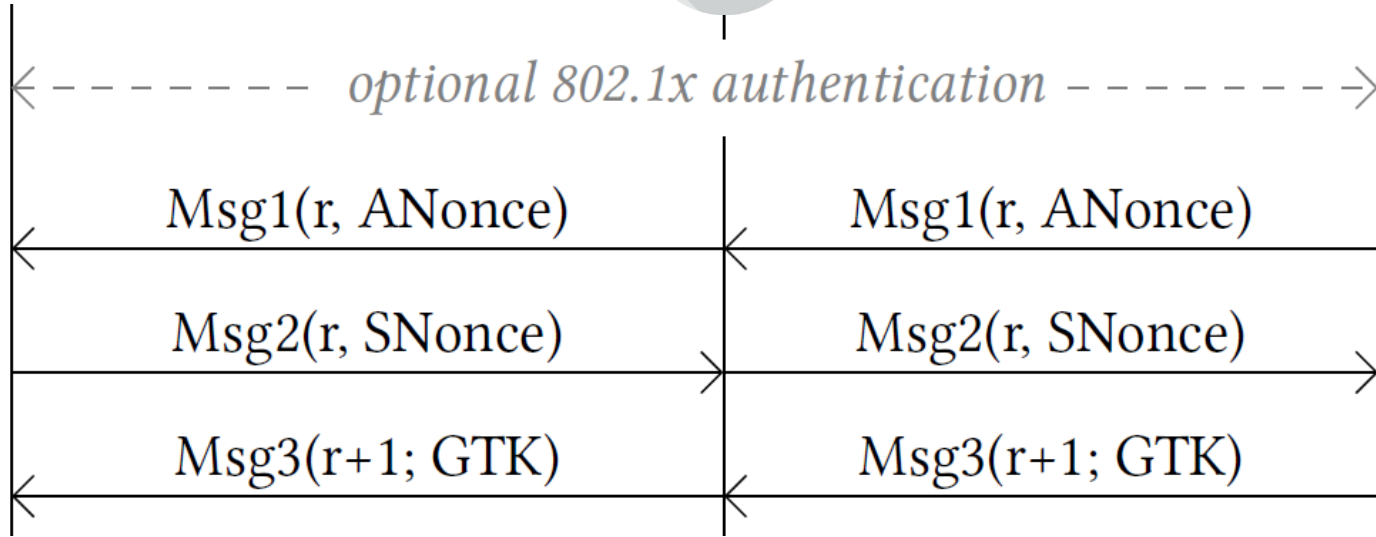 optional 802.1x authentication
Msg1(r, ANonce) Msg1(r, ANonce)
Msg2(r, SNonce) Msg2(r, SNonce)
Msg3(r+1; GTK) Msg3(r+1; GTK)